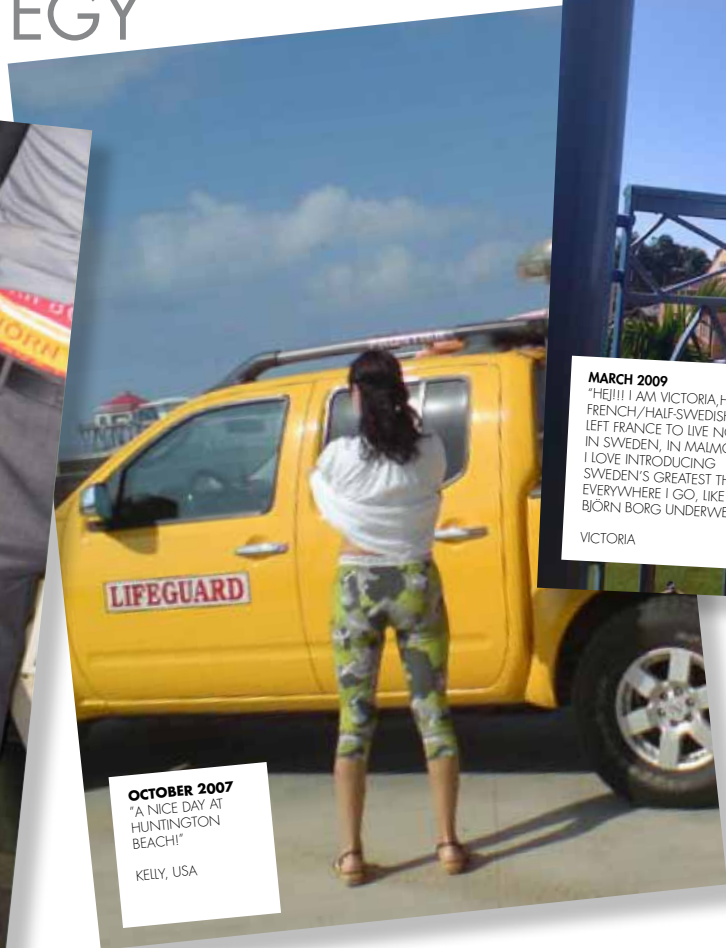 EGY
MARCH 2009
"HEJ!!! I AM VICTORIA,
FRENCH/HALF-SWEDISH
LEFT FRANCE TO LIVE
IN SWEDEN, IN
I LOVE INTRODUCING
SWEDEN'S GREATEST
EVERYWHERE I GO, LIKE
BJÖRN BORG
VICTORIA
LIFEGUARD
OCTOBER 2007
"A NICE DAY AT
HUNTINGTON
BEACH!"
KELLY, USA